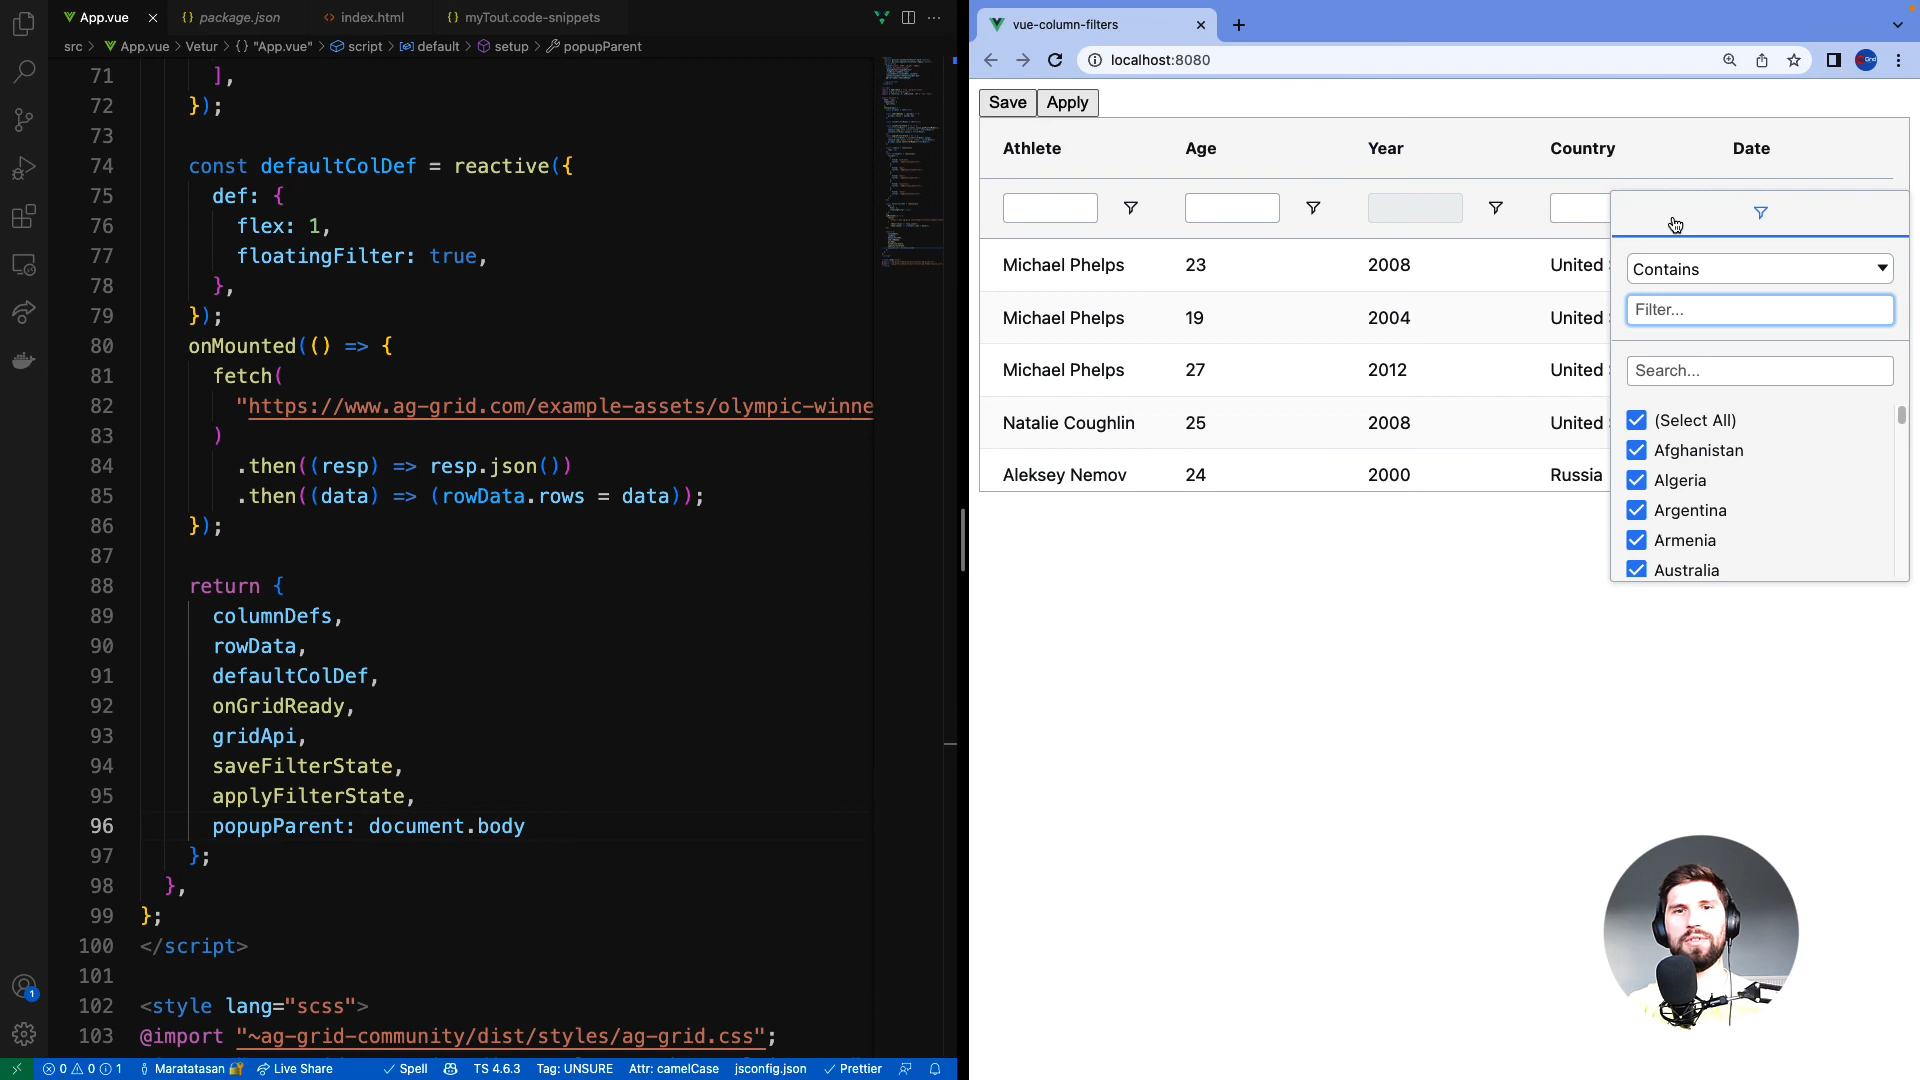 App.vue
package.json
index.html
myTout.code-snippets
src > App.vue > Vetur > {} "App.vue" > script > default > setup > popupParent
71 ],
72 });
73
74 const defaultColDef = reactive({
75 def: {
76 flex: 1,
77 floatingFilter: true,
78 },
79 });
80 onMounted(() => {
81 fetch(
82 "https://www.ag-grid.com/example-assets/olympic-winne
83 )
84 .then((resp) => resp.json())
85 .then((data) => (rowData.rows = data));
86 });
87
88 return {
89 columnDefs,
90 rowData,
91 defaultColDef,
92 onGridReady,
93 gridApi,
94 saveFilterState,
95 applyFilterState,
96 popupParent: document.body
97 };
98 },
99 };
100 </script>
101
102 <style lang="scss">
103 @import "~ag-grid-community/dist/styles/ag-grid.css";
1
0 0 1 Maratatasan Live Share Spell TS 4.6.3 Tag: UNSURE Attr: camelCase jsconfig.json Prettier
vue-column-filters
localhost:8080
Save Apply
Athlete Age Year Country Date
Michael Phelps 23 2008 United
Michael Phelps 19 2004 United
Michael Phelps 27 2012 United
Natalie Coughlin 25 2008 United
Aleksey Nemov 24 2000 Russia
Contains
Filter...
Search...
(Select All)
Afghanistan
Algeria
Argentina
Armenia
Australia